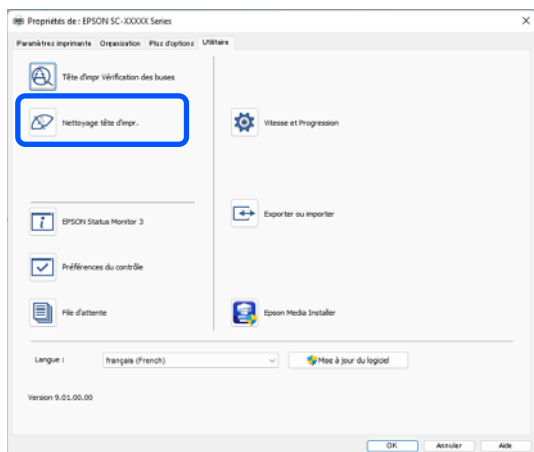 Propriétés de : EPSON SC-XXXXX Series
Paramètres imprimante Organisation Plus d'options Utilitaire
Tête d'impr Vérification des buses
Nettoyage tête d'impr.
Vitesse et Progression
Exporter ou importer
EPSON Status Monitor 3
Préférences du contrôle
File d'attente
Epson Media Installer
Langue :
français (French)
Mise à jour du logiciel
Version 9.01.00.00
OK Annuler Aide